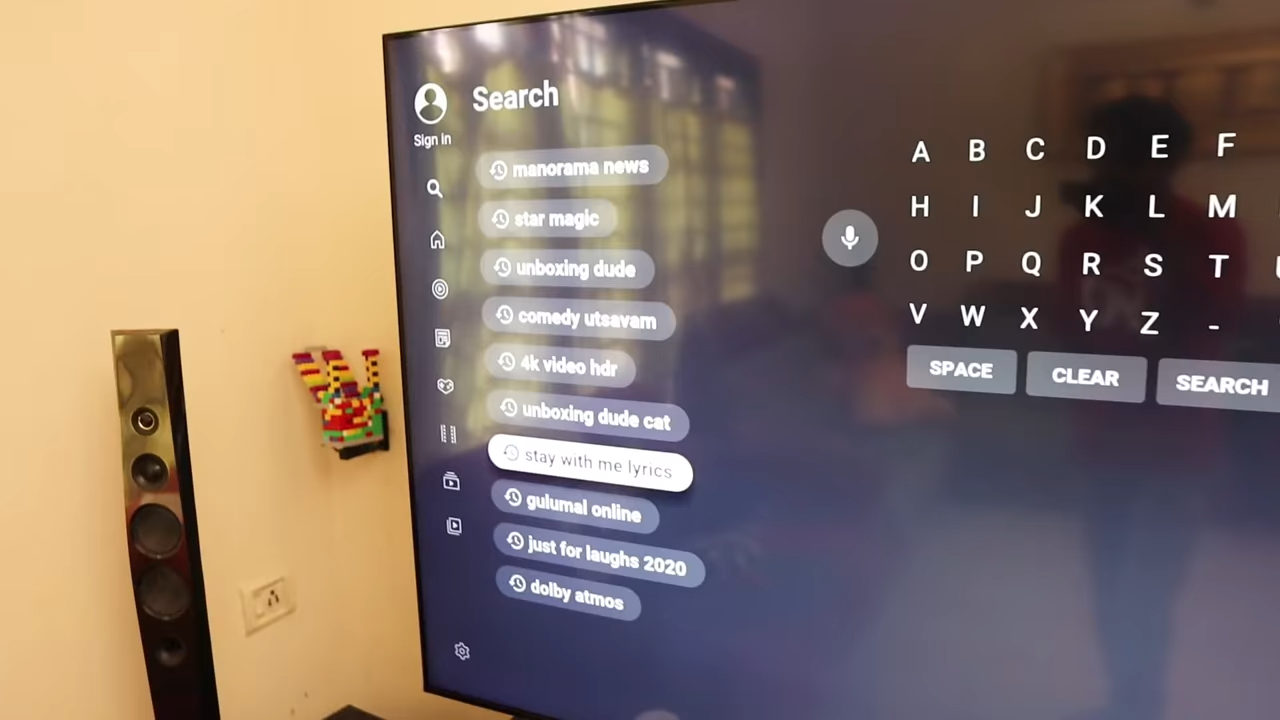 Search
Sign in
manorama news
star magic
unboxing dude
comedy utsavam
4k video hdr
unboxing dude cat
stay with me lyrics
gulumal online
just for laughs 2020
dolby atmos
A B C D E F
H I J K L M
O P Q R S T
V W X Y Z -
SPACE CLEAR SEARCH